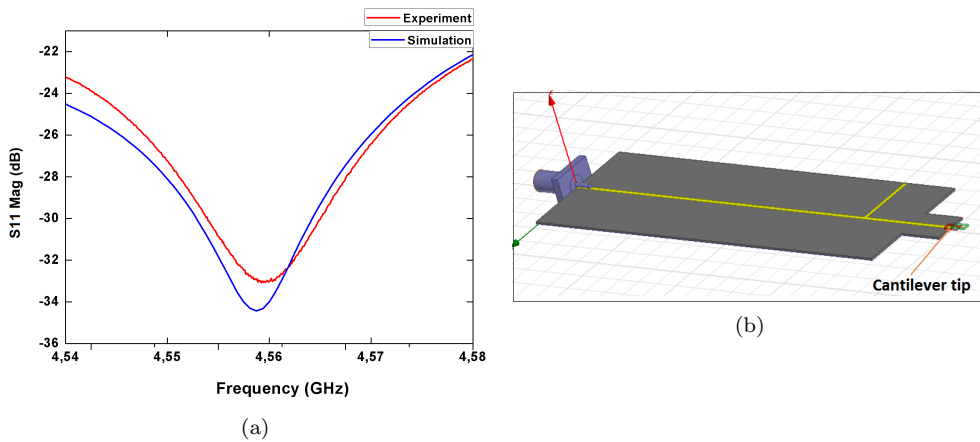 Experiment
Simulation
-22
-24
-26
-28
-30
-32
-34
-36
S11 Mag (dB)
4,54
4,55
4,56
4,57
4,58
Frequency (GHz)
(a)
Cantilever tip
(b)